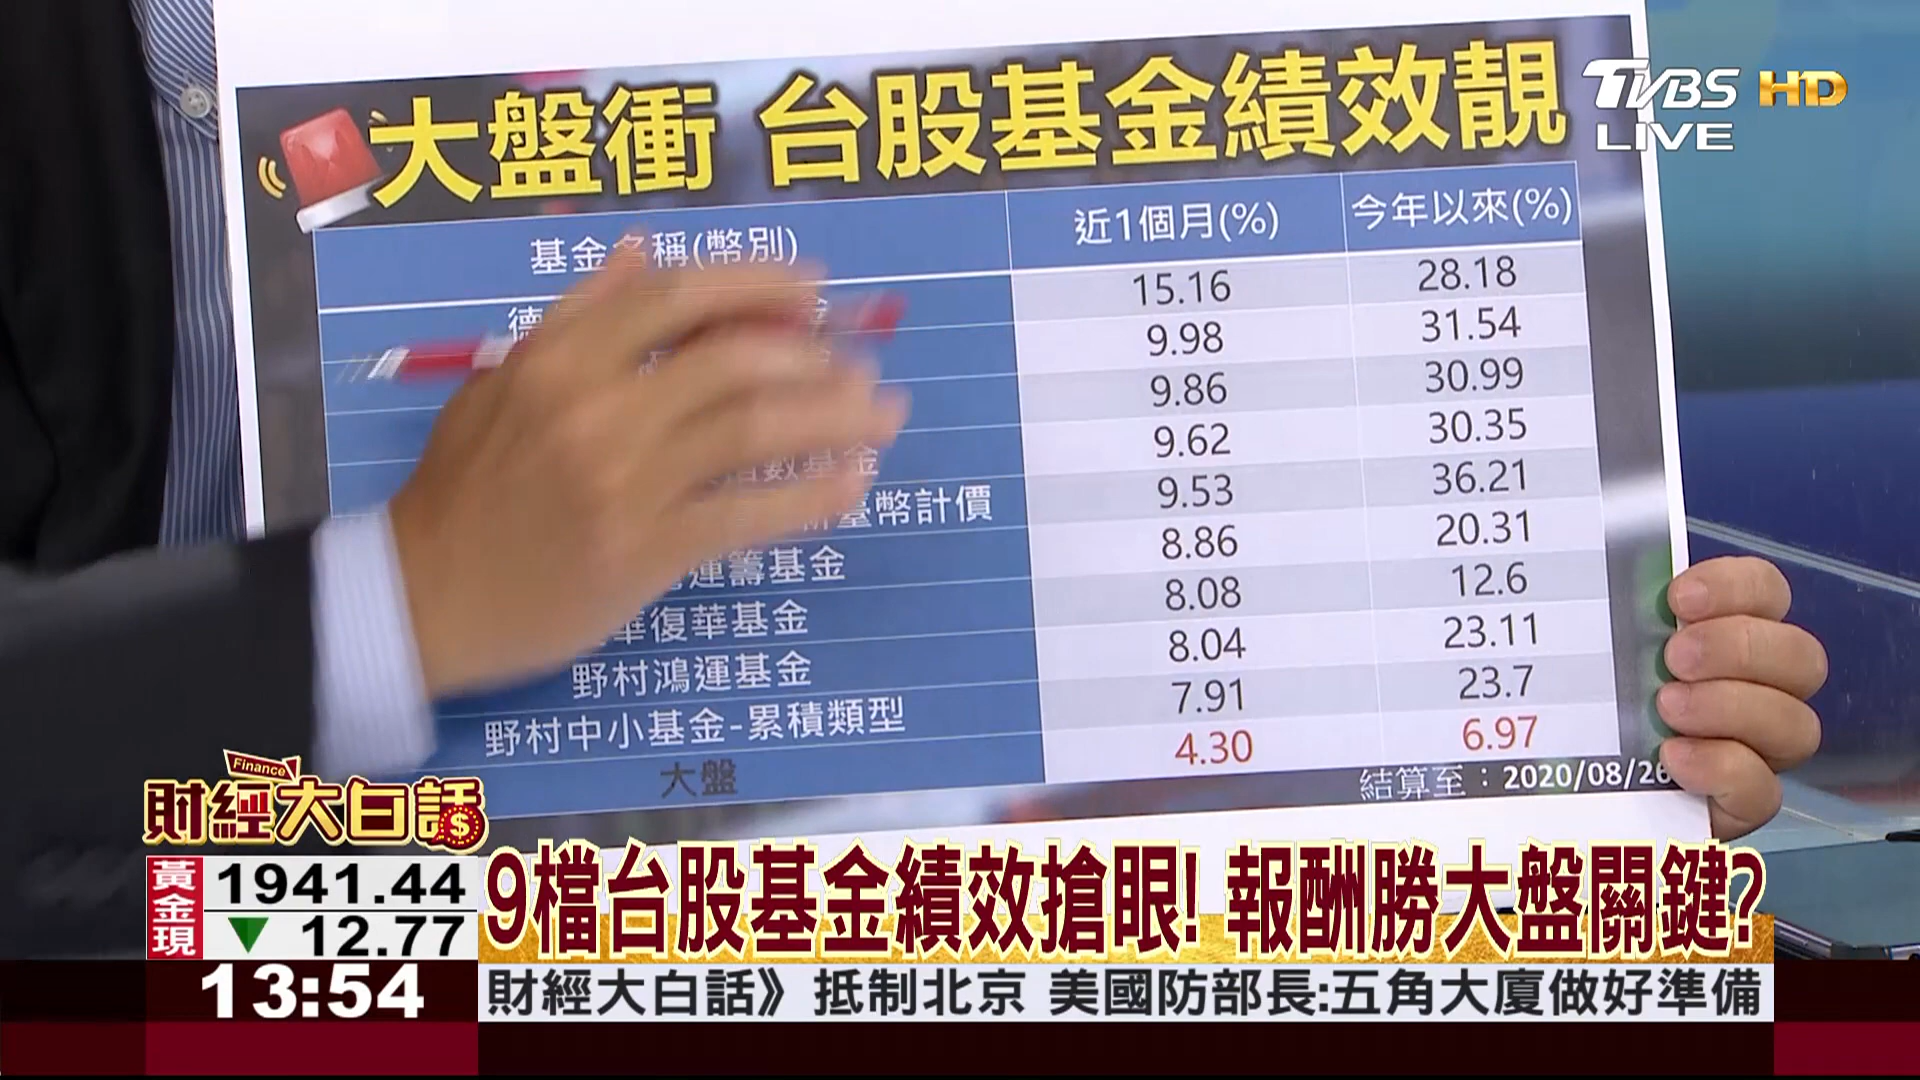 TVBS HD
LIVE
大盤衝 台股基金績效靚
基金名稱(幣別) 近1個月(%) 今年以來(%)
德 15.16 28.18
9.98 31.54
9.86 30.99
指數基金 9.62 30.35
新臺幣計價 9.53 36.21
運籌基金 8.86 20.31
華復華基金 8.08 12.6
野村鴻運基金 8.04 23.11
野村中小基金-累積類型 7.91 23.7
大盤 4.30 6.97
結算至：2020/08/26
Finance
財經大白話
黃金現 1941.44
▼ 12.77
9檔台股基金績效搶眼! 報酬勝大盤關鍵?
13:54
財經大白話》抵制北京 美國防部長:五角大廈做好準備